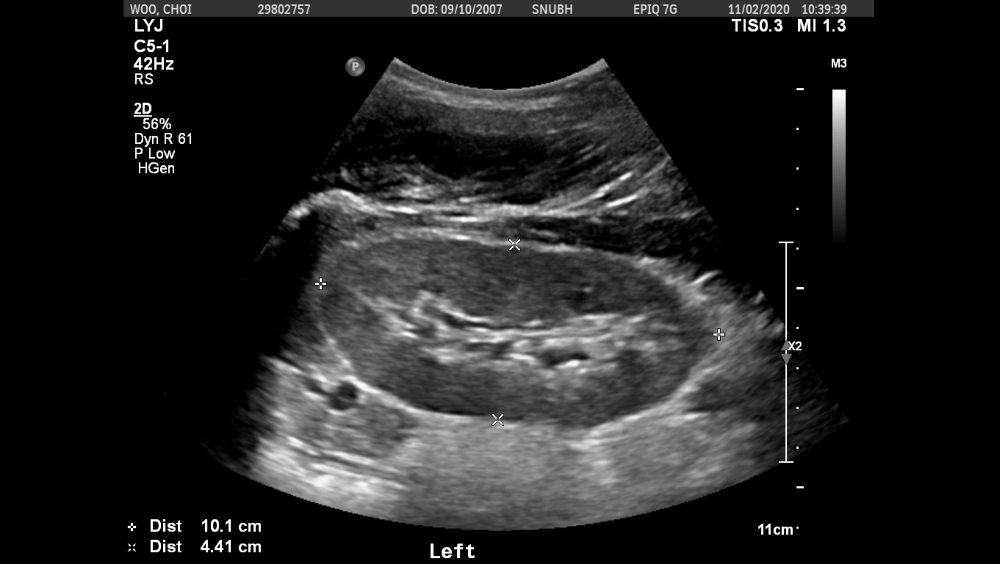 WOO, CHOI 29802757 DOB: 09/10/2007 SNUBH EPIQ 7G 11/02/2020 10:39:39
LYJ TIS0.3 MI 1.3
C5-1
42Hz
RS
P
M3
2D
56%
Dyn R 61
P Low
HGen
X2
Dist 10.1 cm
11cm
Dist 4.41 cm
Left